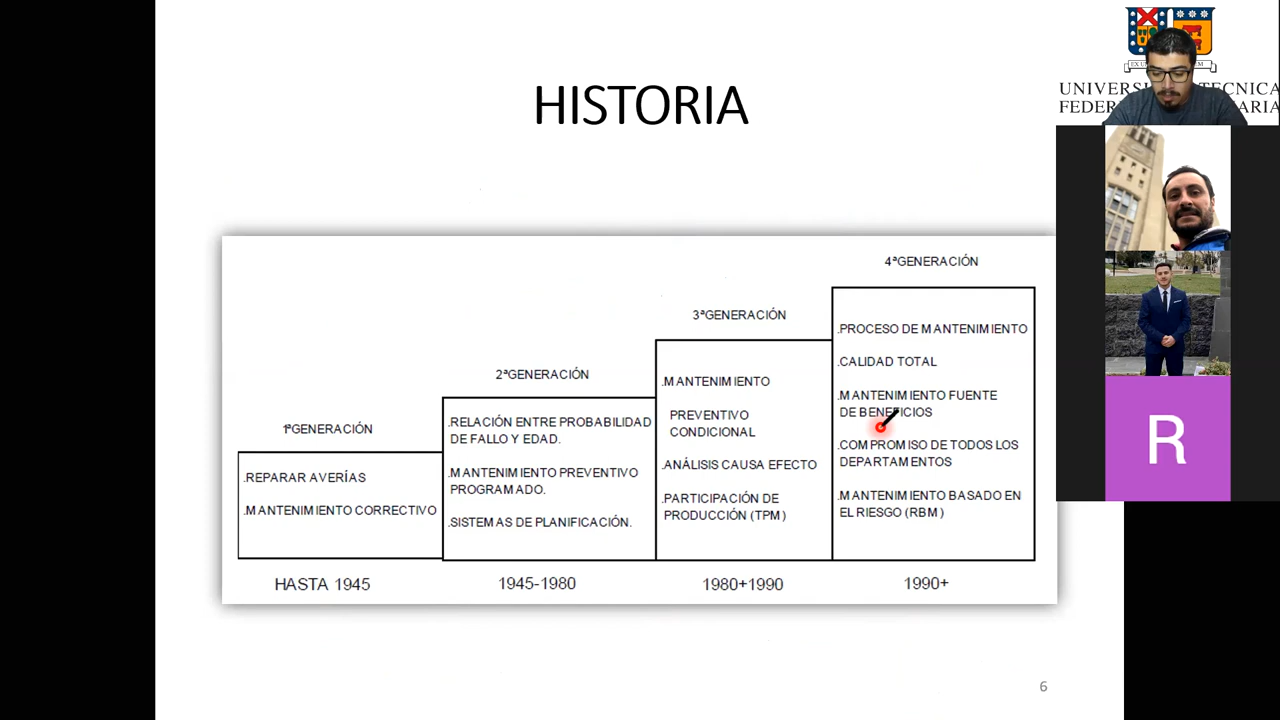 HISTORIA
4ªGENERACIÓN
.PROCESO DE MANTENIMIENTO
.CALIDAD TOTAL
.MANTENIMIENTO FUENTE
DE BENEFICIOS
.COMPROMISO DE TODOS LOS
DEPARTAMENTOS
.MANTENIMIENTO BASADO EN
EL RIESGO (RBM)
3ªGENERACIÓN
.MANTENIMIENTO
PREVENTIVO
CONDICIONAL
.ANÁLISIS CAUSA EFECTO
.PARTICIPACIÓN DE
PRODUCCIÓN (TPM)
2ªGENERACIÓN
.RELACIÓN ENTRE PROBABILIDAD
DE FALLO Y EDAD.
.MANTENIMIENTO PREVENTIVO
PROGRAMADO.
.SISTEMAS DE PLANIFICACIÓN.
1ªGENERACIÓN
.REPARAR AVERÍAS
.MANTENIMIENTO CORRECTIVO
HASTA 1945
1945-1980
1980+1990
1990+
R
6